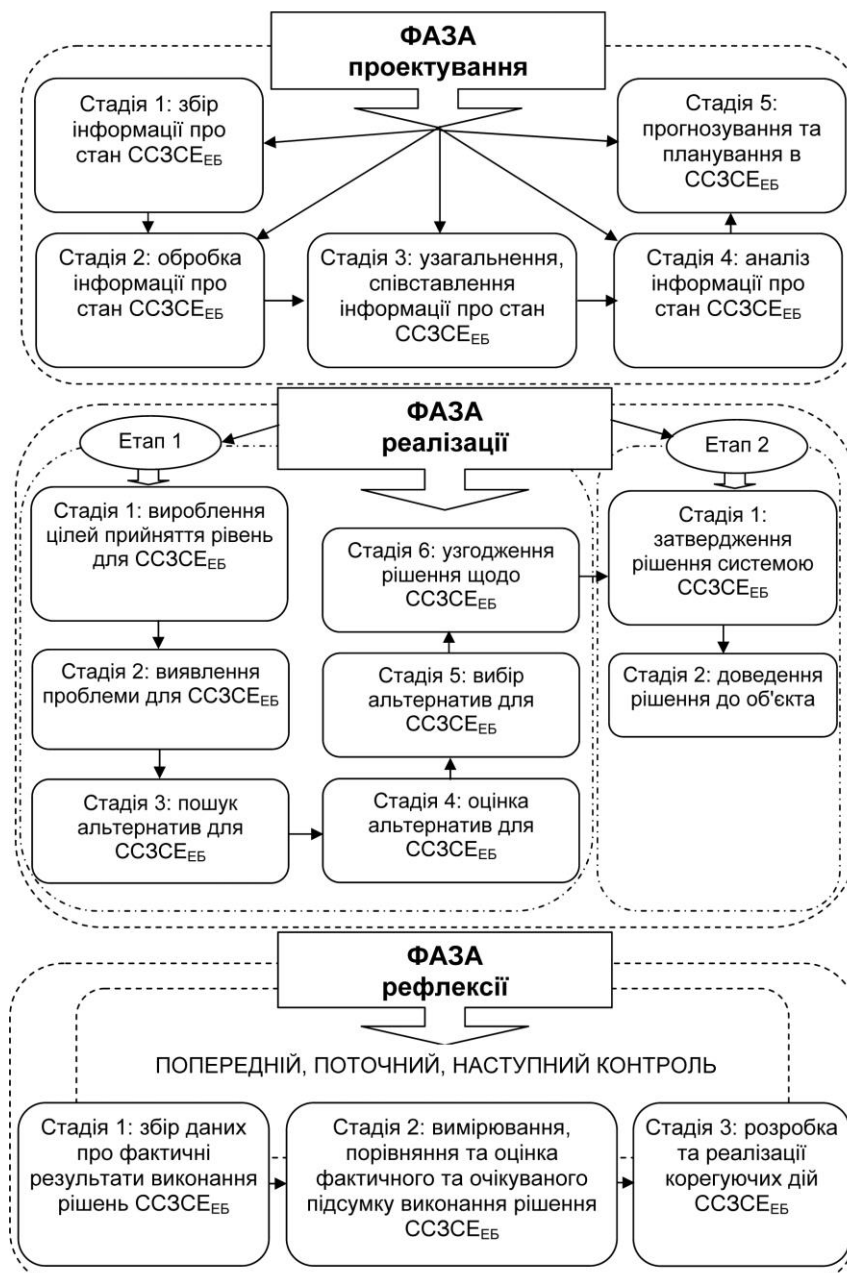 ФАЗА
проектування
Стадія 1: збір
інформації про
стан ССЗСЕЕБ
Стадія 5:
прогнозування та
планування в
ССЗСЕЕБ
Стадія 2: обробка
інформації про
стан ССЗСЕЕБ
Стадія 3: узагальнення,
співставлення
інформації про стан
ССЗСЕЕБ
Стадія 4: аналіз
інформації про
стан ССЗСЕЕБ
ФАЗА
реалізації
Етап 1
Етап 2
Стадія 1: вироблення
цілей прийняття рівень
для ССЗСЕЕБ
Стадія 2: виявлення
проблеми для ССЗСЕЕБ
Стадія 3: пошук
альтернатив для
ССЗСЕЕБ
Стадія 4: оцінка
альтернатив для
ССЗСЕЕБ
Стадія 5: вибір
альтернатив для
ССЗСЕЕБ
Стадія 6: узгодження
рішення щодо
ССЗСЕЕБ
Стадія 1:
затвердження
рішення системою
ССЗСЕЕБ
Стадія 2: доведення
рішення до об'єкта
ФАЗА
рефлексії
ПОПЕРЕДНІЙ, ПОТОЧНИЙ, НАСТУПНИЙ КОНТРОЛЬ
Стадія 1: збір даних
про фактичні
результати виконання
рішень ССЗСЕЕБ
Стадія 2: вимірювання,
порівняння та оцінка
фактичного та очікуваного
підсумку виконання рішення
ССЗСЕЕБ
Стадія 3: розробка
та реалізації
корегуючих дій
ССЗСЕЕБ